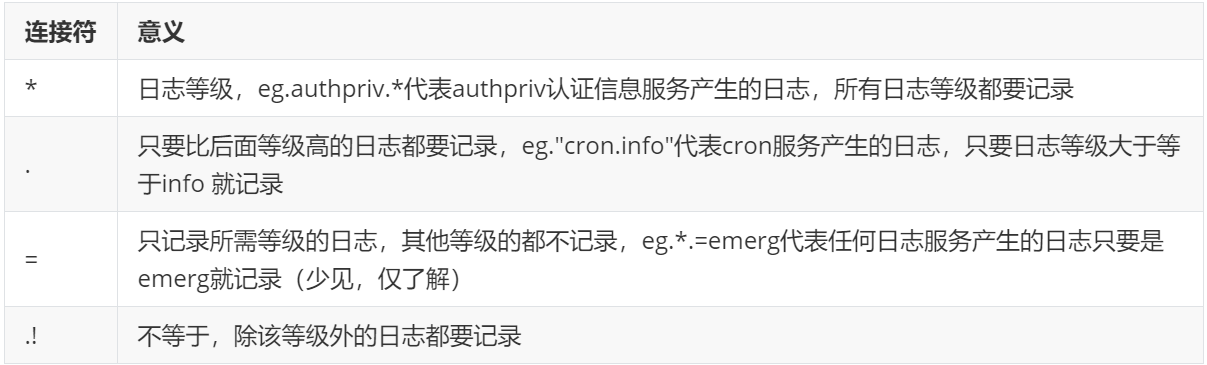 连接符 意义
* 日志等级，eg.authpriv.*代表authpriv认证信息服务产生的日志，所有日志等级都要记录
. 只要比后面等级高的日志都要记录，eg."cron.info"代表cron服务产生的日志，只要日志等级大于等
于info 就记录
= 只记录所需等级的日志，其他等级的都不记录，eg.*.=emerg代表任何日志服务产生的日志只要是
emerg就记录（少见，仅了解）
.! 不等于，除该等级外的日志都要记录